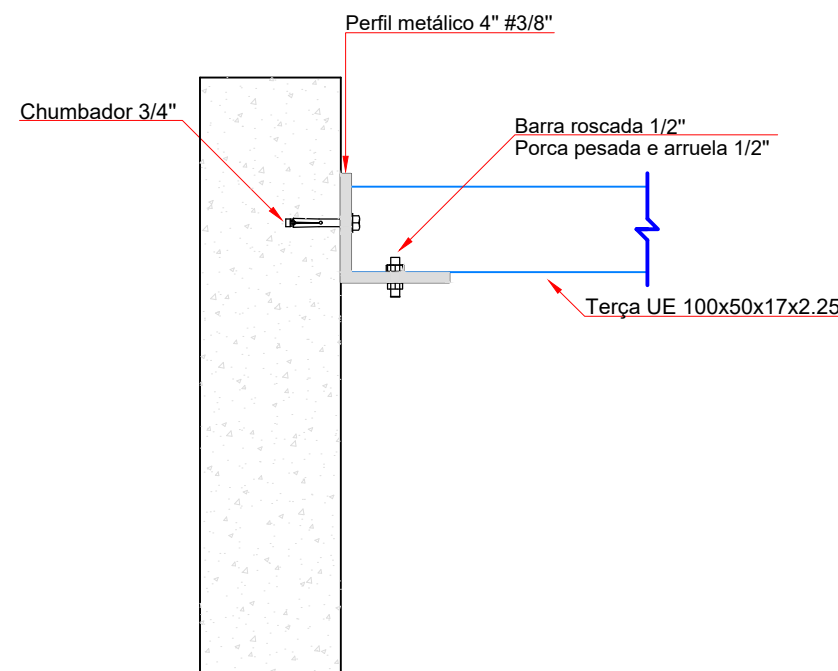 Perfil metálico 4" #3/8"
Chumbador 3/4"
Barra roscada 1/2"
Porca pesada e arruela 1/2"
Terça UE 100x50x17x2.25